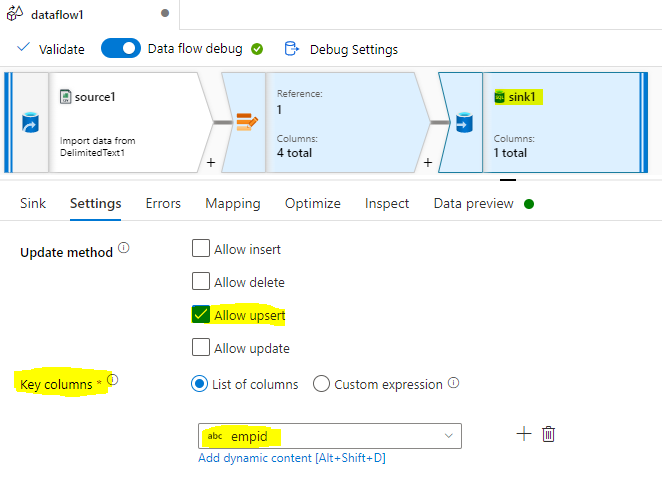 dataflow1
Validate Data flow debug Debug Settings
source1
Import data from
DelimitedText1
+
Reference:
1
Columns:
4 total
+
sink1
Columns:
1 total
Sink Settings Errors Mapping Optimize Inspect Data preview
Update method Allow insert
Allow delete
Allow upsert
Allow update
Key columns * List of columns Custom expression
abc empid
Add dynamic content [Alt+Shift+D]